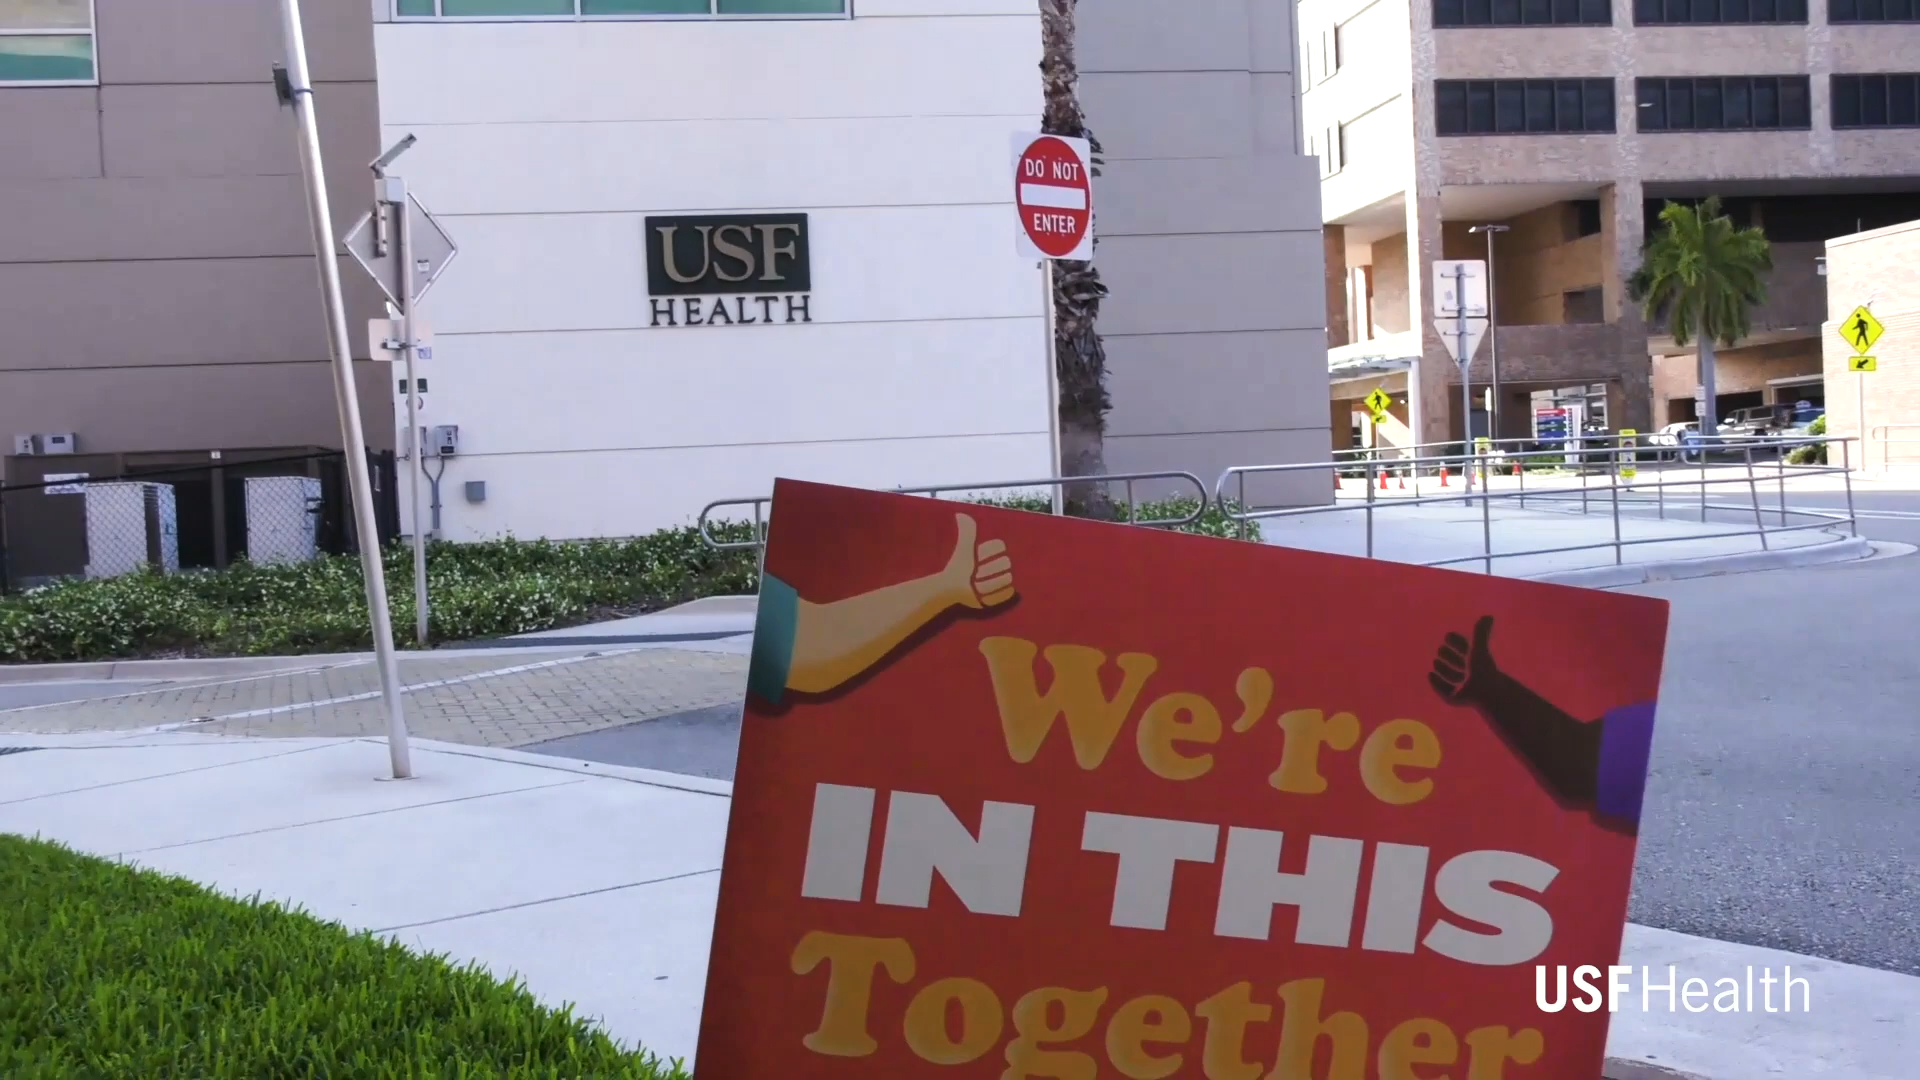 USF
HEALTH
DO NOT
ENTER
We're
IN THIS
Together
USF Health